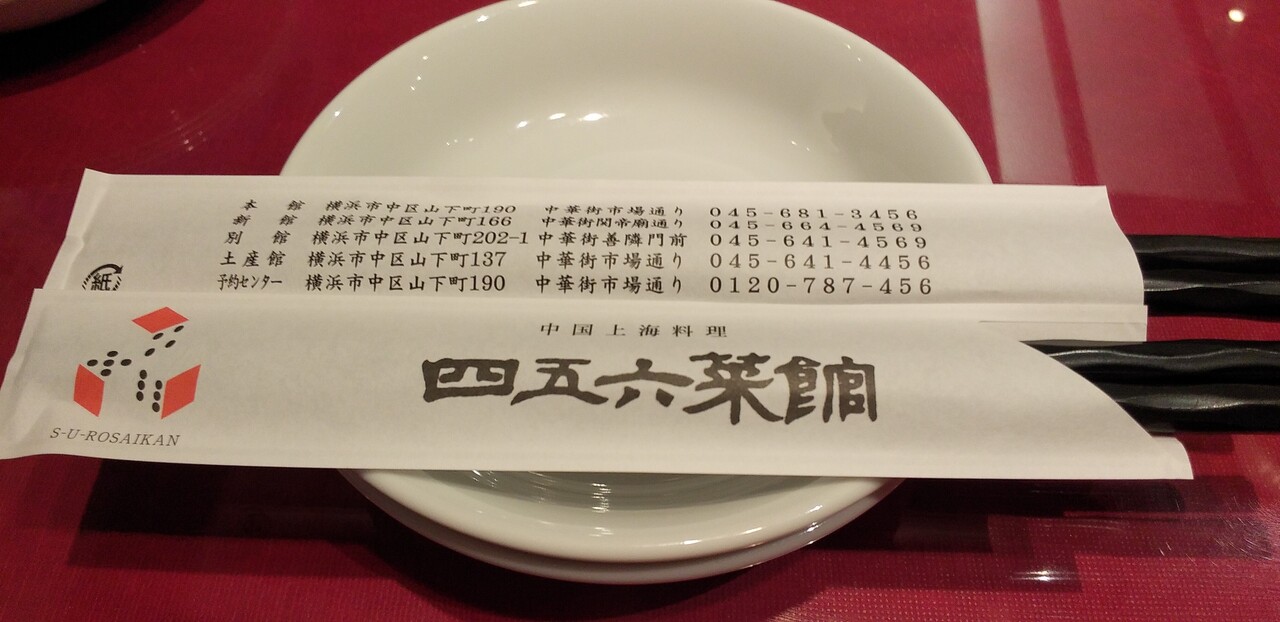 本 館 横浜市中区山下町190 中華街市場通り 045-681-3456
新 館 横浜市中区山下町166 中華街関帝廟通り 045-664-4569
別 館 横浜市中区山下町202-1 中華街善隣門前 045-641-4569
土産館 横浜市中区山下町137 中華街市場通り 045-641-4456
予約センター 横浜市中区山下町190 中華街市場通り 0120-787-456
紙
中国上海料理
四五六菜館
S-U-ROSAIKAN